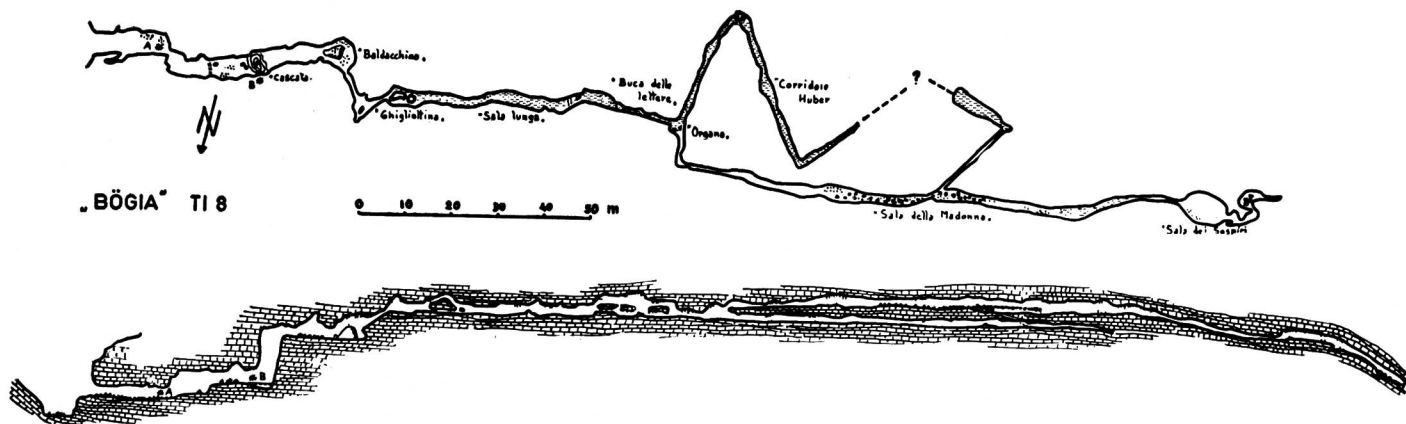 A
"Baldacchino.
B
"Cascata.
"Buca delle
lettere.
"Corridoio
Huber
?
"Ghigliottina.
"Sala lunga.
"Organo.
N
„BÖGIA“ TI 8
0 10 20 30 40 50 m
"Sala della Madonna.
"Sala dei Sospiri
A
B